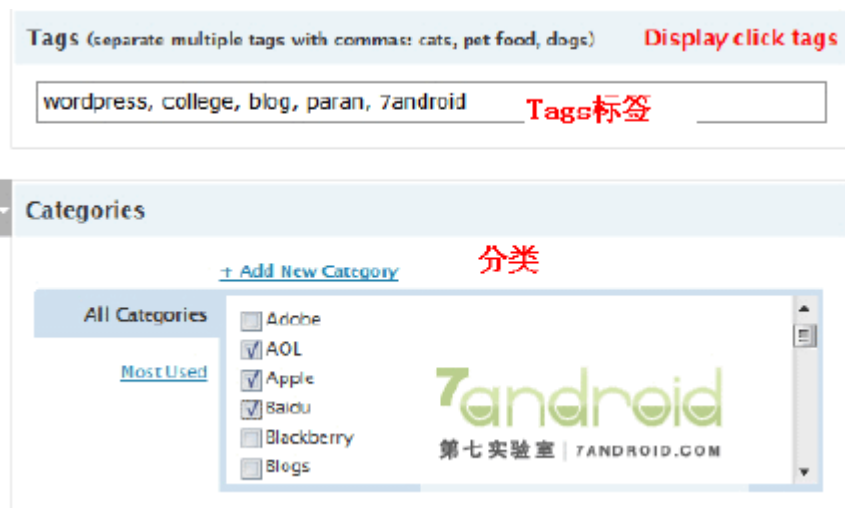 Tags (separate multiple tags with commas: cats, pet food, dogs) Display click tags
wordpress, college, blog, paran, 7android
Tags标签
Categories
+ Add New Category
分类
All Categories
Most Used
Adobe
AOL
Apple
Baidu
Blackberry
Blogs
7android
第七实验室 | 7ANDROID.COM